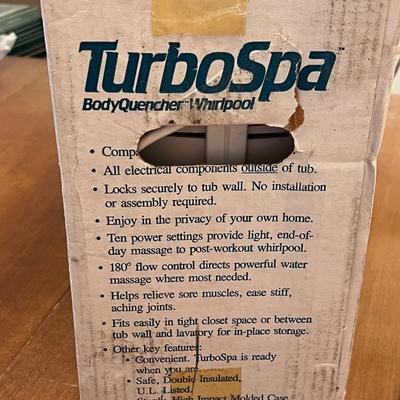 TurboSpa™
BodyQuencher™ Whirlpool
• All electrical components outside of tub.
• Locks securely to tub wall. No installation
or assembly required.
• Enjoy in the privacy of your own home.
• Ten power settings provide light, end-of-
day massage to post-workout whirlpool.
• 180° flow control directs powerful water
massage where most needed.
• Helps relieve sore muscles, ease stiff,
aching joints.
• Fits easily in tight closet space or between
tub wall and lavatory for in-place storage.
• Other key features:
• Convenient. TurboSpa is ready
when you are.
• Safe, Double Insulated,
U.L. Listed.
High Impact Molded Case